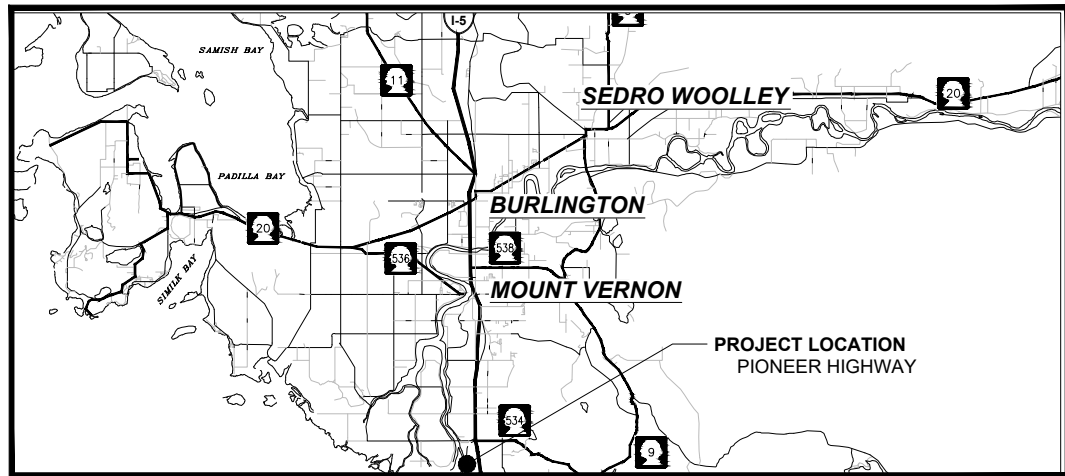 I-5
SAMISH BAY
11
SEDRO WOOLLEY
20
PADILLA BAY
BURLINGTON
20
538
536
SIMILK BAY
MOUNT VERNON
PROJECT LOCATION
PIONEER HIGHWAY
534
9